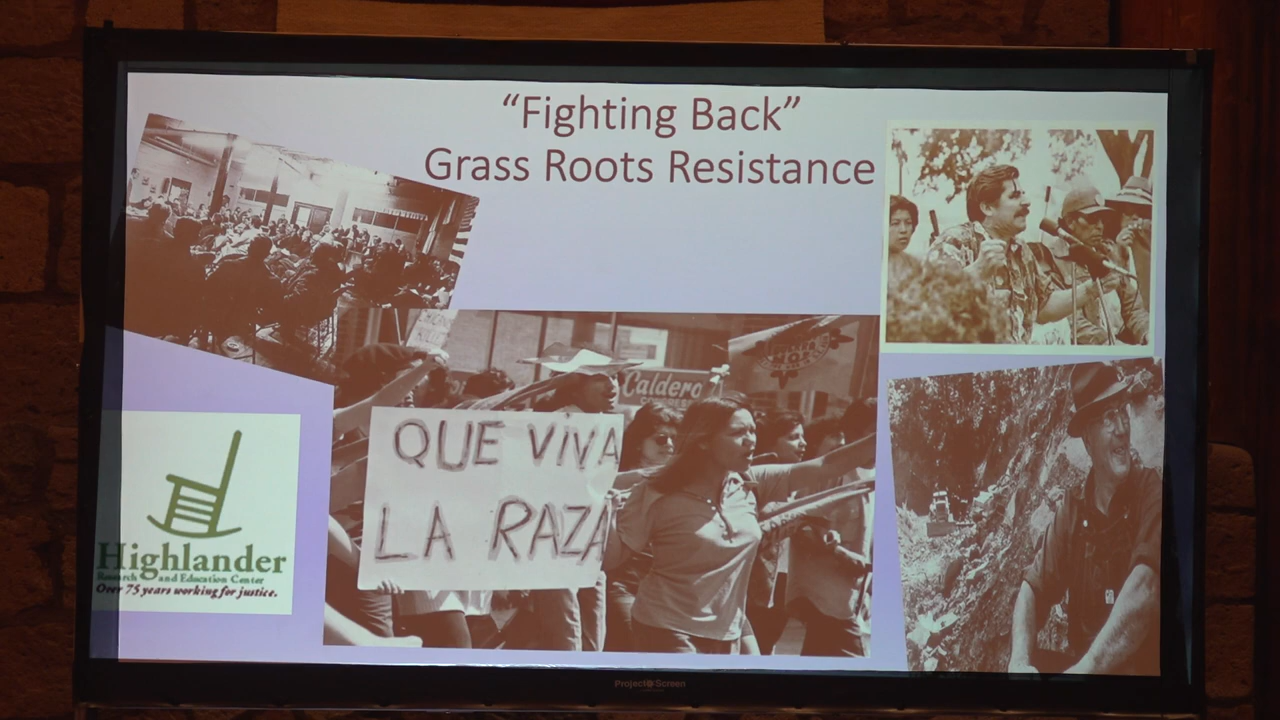 “Fighting Back”
Grass Roots Resistance
Caldero
QUE VIVA
LA RAZA
Highlander
Research and Education Center
Over 75 years working for justice.
Project Screen